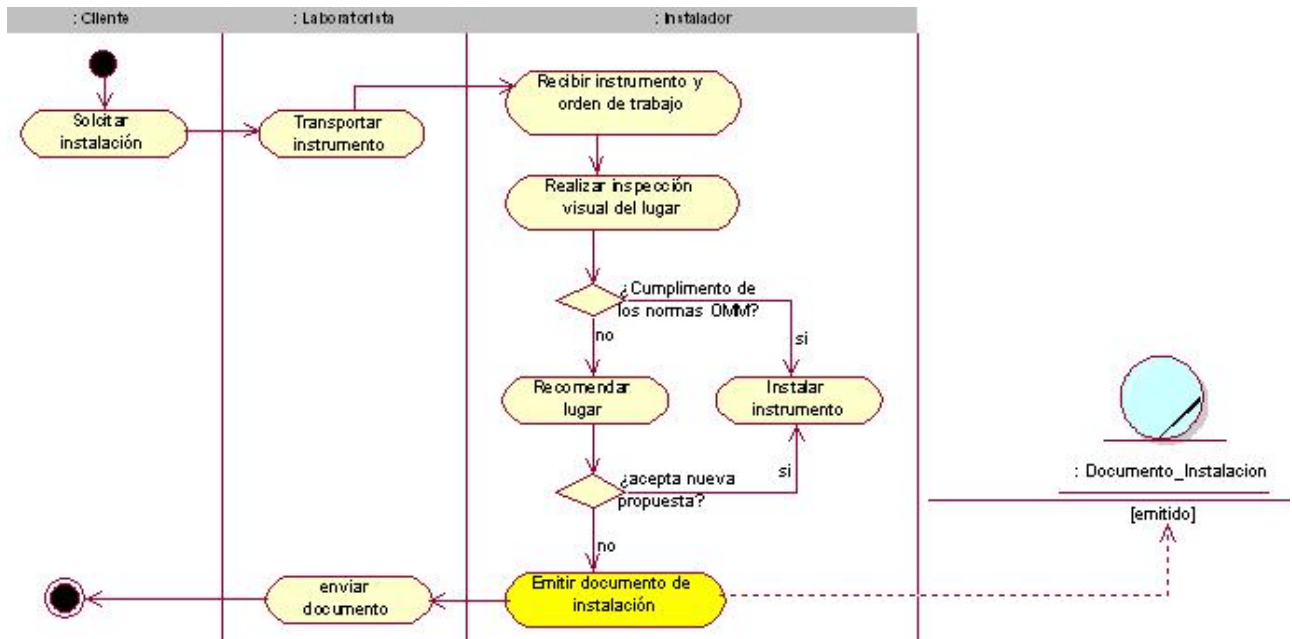 : Cliente
: Laboratorista
: Instalador
Solcitar
instalación
Transportar
instrumento
Recibir instrumento y
orden de trabajo
Realizar inspección
visual del lugar
¿Cumplimento de
los normas OMM?
no
si
Recomendar
lugar
Instalar
instrumento
¿acepta nueva
propuesta?
si
no
Emitir documento de
instalación
enviar
documento
: Documento_Instalacion
[emitido]